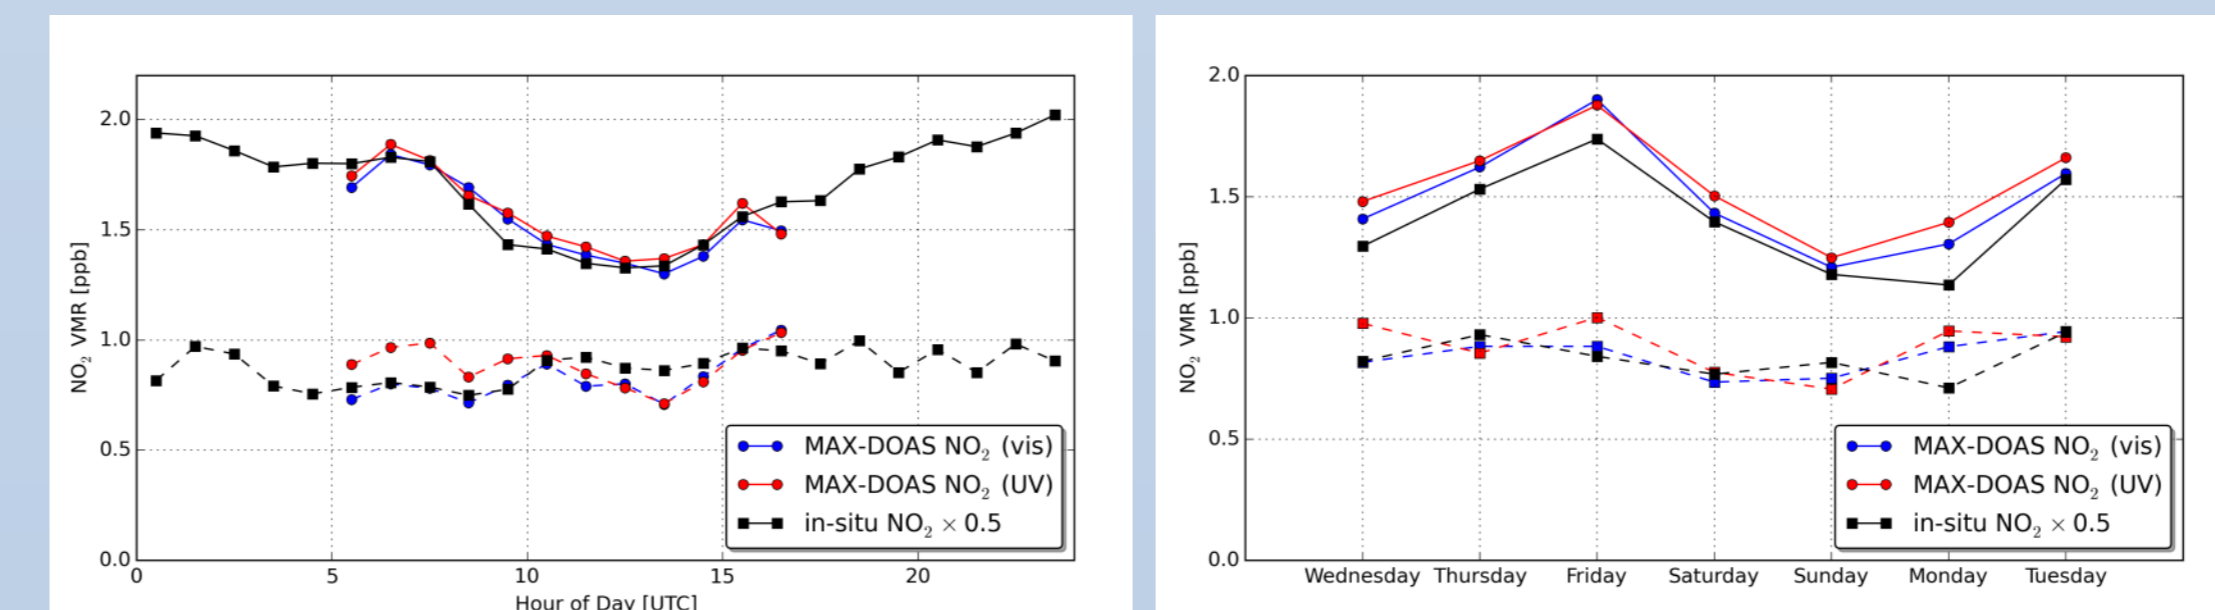 2.0
1.5
1.0
0.5
0.0
NO₂ VMR [ppb]
0 5 10 15 20
Hour of Day [UTC]
MAX-DOAS NO₂ (vis)
MAX-DOAS NO₂ (UV)
in-situ NO₂ × 0.5
2.0
1.5
1.0
0.5
0.0
NO₂ VMR [ppb]
Wednesday Thursday Friday Saturday Sunday Monday Tuesday
MAX-DOAS NO₂ (vis)
MAX-DOAS NO₂ (UV)
in-situ NO₂ × 0.5